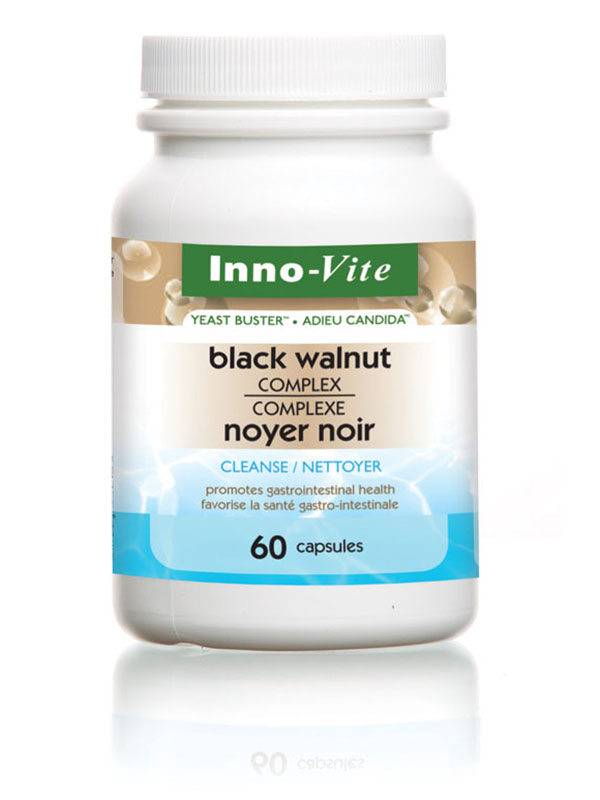 Inno-Vite
YEAST BUSTER™ • ADIEU CANDIDA™
black walnut
COMPLEX
COMPLEXE
noyer noir
CLEANSE / NETTOYER
promotes gastrointestinal health
favorise la santé gastro-intestinale
60 capsules